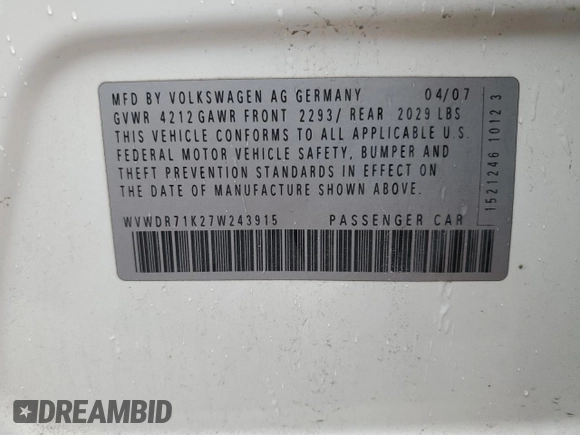 MFD BY VOLKSWAGEN AG GERMANY 04/07
GVWR 4212 GAWR FRONT 2293/ REAR 2029 LBS
THIS VEHICLE CONFORMS TO ALL APPLICABLE U.S.
FEDERAL MOTOR VEHICLE SAFETY, BUMPER AND
THEFT PREVENTION STANDARDS IN EFFECT ON
THE DATE OF MANUFACTURE SHOWN ABOVE.
WVWDR71K27W243915 PASSENGER CAR
1521246 1012 3
DREAMBID